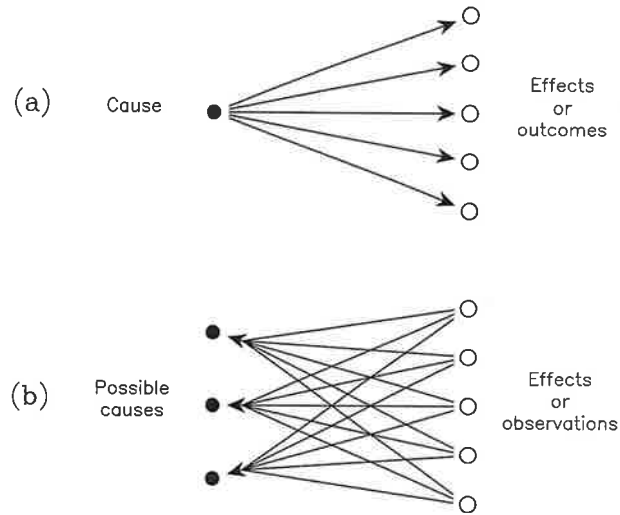 (a)
Cause
Effects
or
outcomes
(b)
Possible
causes
Effects
or
observations